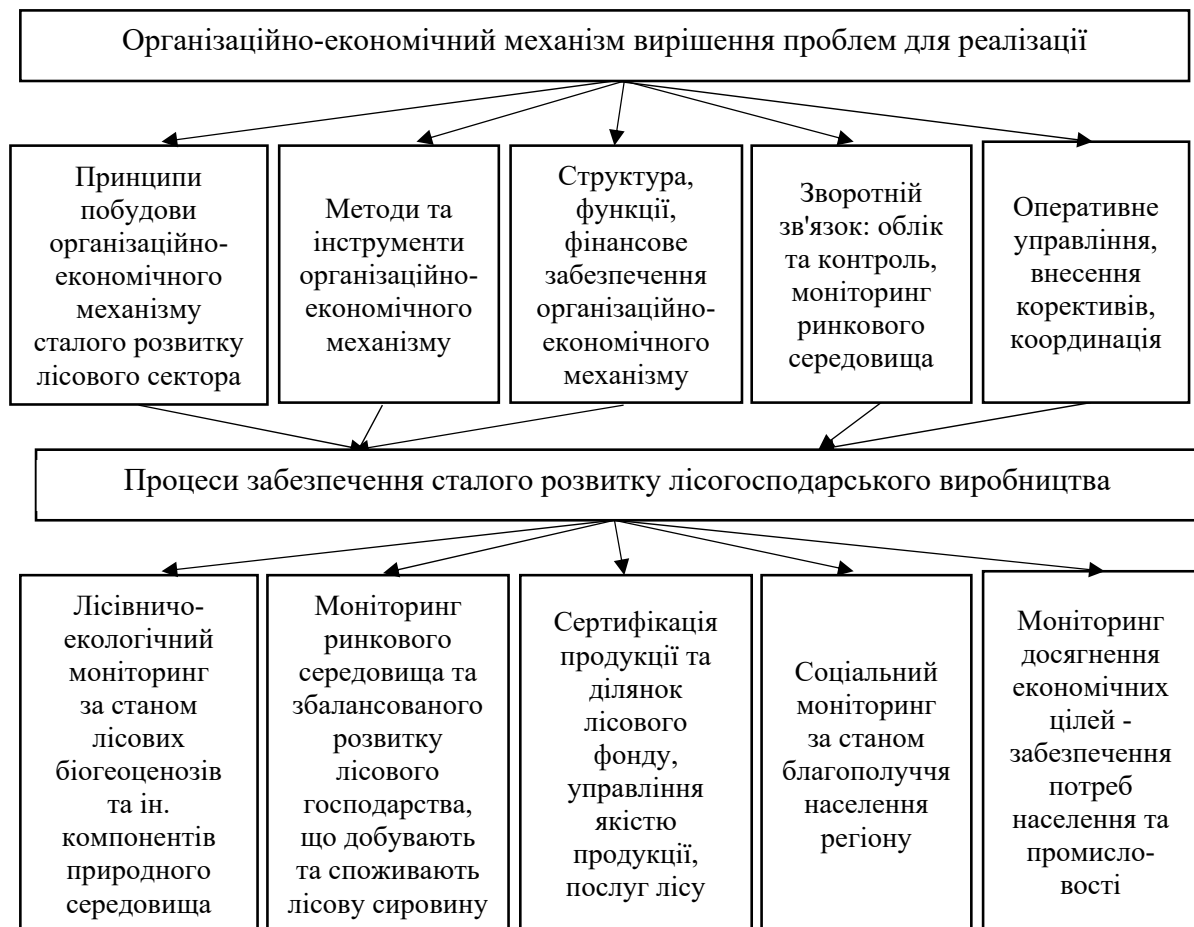 Організаційно-економічний механізм вирішення проблем для реалізації
Принципи
побудови
організаційно-
економічного
механізму
сталого розвитку
лісового сектора
Методи та
інструменти
організаційно-
економічного
механізму
Структура,
функції,
фінансове
забезпечення
організаційно-
економічного
механізму
Зворотній
зв'язок: облік
та контроль,
моніторинг
ринкового
середовища
Оперативне
управління,
внесення
корективів,
координація
Процеси забезпечення сталого розвитку лісогосподарського виробництва
Лісівничо-
екологічний
моніторинг
за станом
лісових
біогеоценозів
та ін.
компонентів
природного
середовища
Моніторинг
ринкового
середовища та
збалансованого
розвитку
лісового
господарства,
що добувають
та споживають
лісову сировину
Сертифікація
продукції та
ділянок
лісового
фонду,
управління
якістю
продукції,
послуг лісу
Соціальний
моніторинг
за станом
благополуччя
населення
регіону
Моніторинг
досягнення
економічних
цілей -
забезпечення
потреб
населення та
промисло-
вості